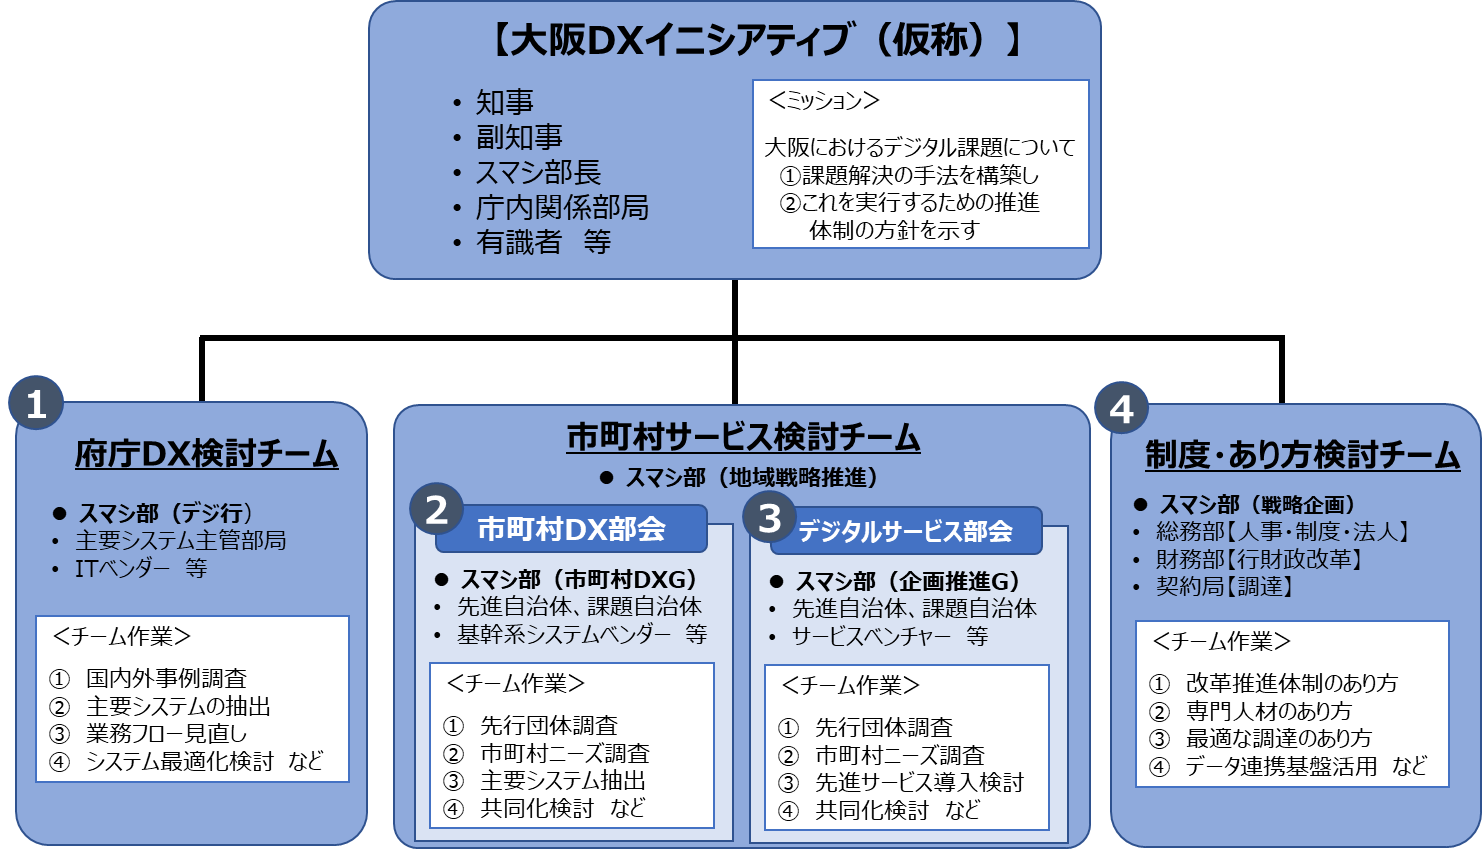 【大阪DXイニシアティブ（仮称）】
• 知事
• 副知事
• スマシ部長
• 庁内関係部局
• 有識者　等
＜ミッション＞
大阪におけるデジタル課題について
①課題解決の手法を構築し
②これを実行するための推進
体制の方針を示す
1
府庁DX検討チーム
● スマシ部（デジ行）
• 主要システム主管部局
• ITベンダー　等
＜チーム作業＞
①　国内外事例調査
②　主要システムの抽出
③　業務フロー見直し
④　システム最適化検討　など
市町村サービス検討チーム
● スマシ部（地域戦略推進）
2
市町村DX部会
● スマシ部（市町村DXG）
• 先進自治体、課題自治体
• 基幹系システムベンダー　等
＜チーム作業＞
①　先行団体調査
②　市町村ニーズ調査
③　主要システム抽出
④　共同化検討　など
3
デジタルサービス部会
● スマシ部（企画推進G）
• 先進自治体、課題自治体
• サービスベンチャー　等
＜チーム作業＞
①　先行団体調査
②　市町村ニーズ調査
③　先進サービス導入検討
④　共同化検討　など
4
制度・あり方検討チーム
● スマシ部（戦略企画）
• 総務部【人事・制度・法人】
• 財務部【行財政改革】
• 契約局【調達】
＜チーム作業＞
①　改革推進体制のあり方
②　専門人材のあり方
③　最適な調達のあり方
④　データ連携基盤活用　など